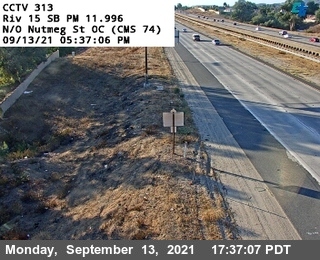 CCTV 313
Riv 15 SB PM 11.996
N/O Nutmeg St OC (CMS 74)
09/13/21 05:37:06 PM
Monday, September 13, 2021 17:37:07 PDT